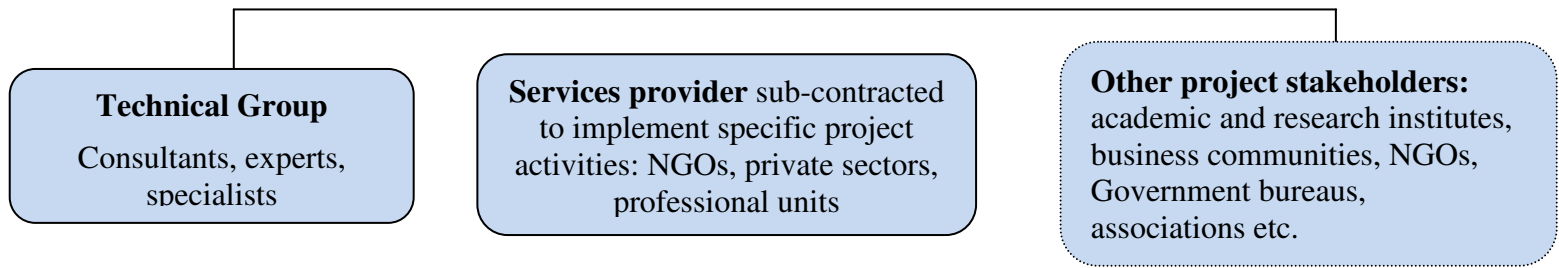 Technical Group
Consultants, experts,
specialists
Services provider sub-contracted
to implement specific project
activities: NGOs, private sectors,
professional units
Other project stakeholders:
academic and research institutes,
business communities, NGOs,
Government bureaus,
associations etc.